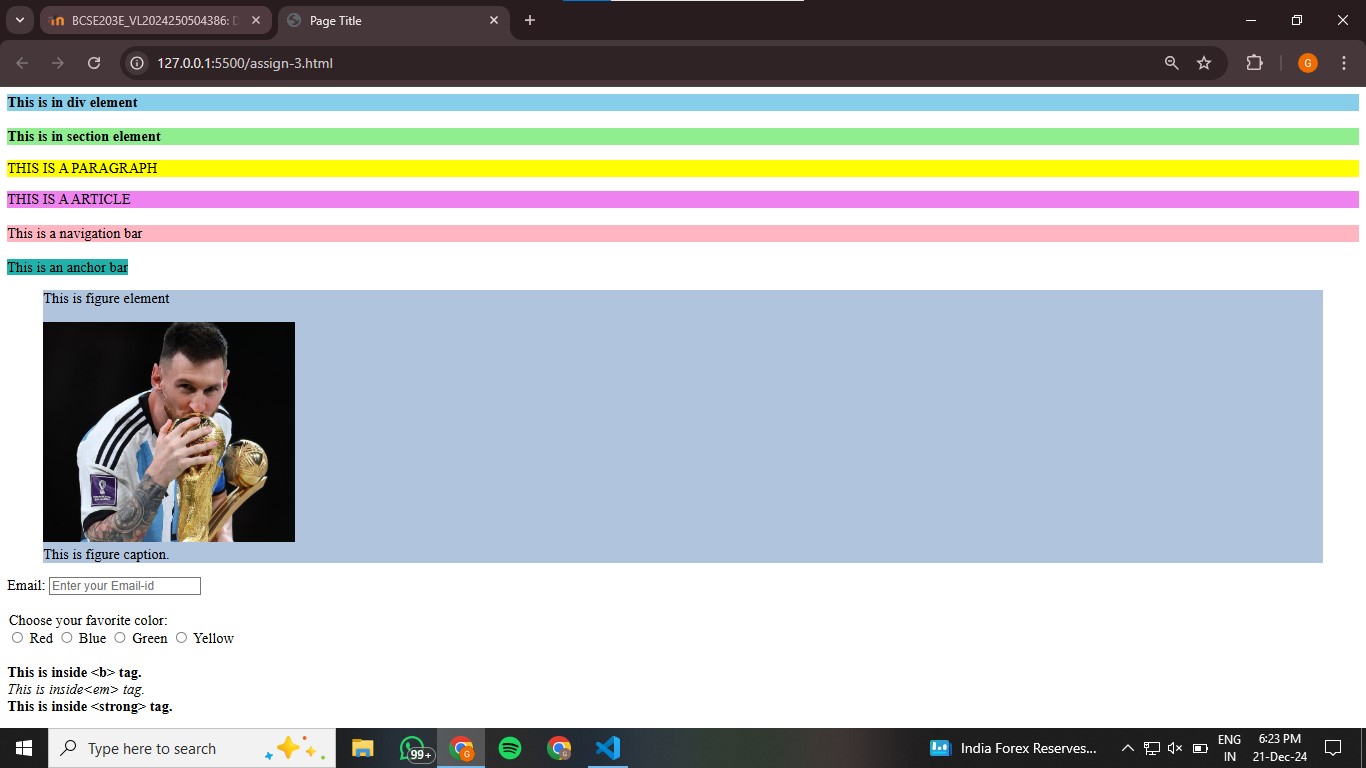 BCSE203E_VL2024250504386: D
Page Title
127.0.0.1:5500/assign-3.html
G
This is in div element
This is in section element
THIS IS A PARAGRAPH
THIS IS A ARTICLE
This is a navigation bar
This is an anchor bar
This is figure element
This is figure caption.
Email: Enter your Email-id
Choose your favorite color:
Red Blue Green Yellow
This is inside <b> tag.
This is inside<em> tag.
This is inside <strong> tag.
Type here to search
99+
G
India Forex Reserves...
ENG
IN
6:23 PM
21-Dec-24